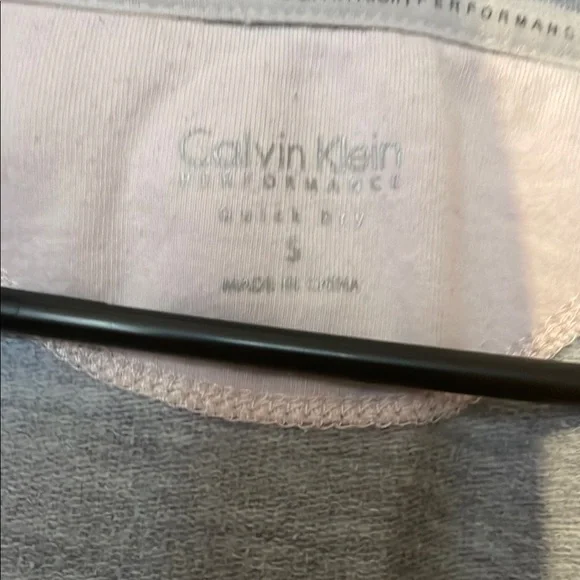 PERFORMANC
Calvin Klein
PERFORMANCE
Quick Dry
S
MADE IN CHINA